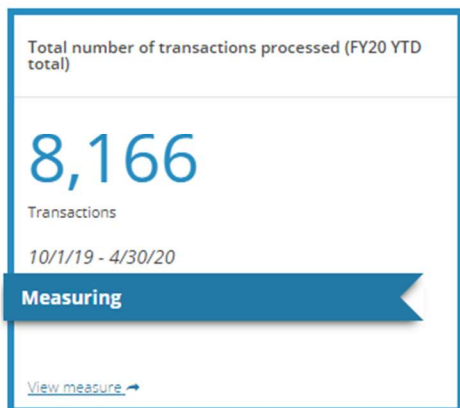 Total number of transactions processed (FY20 YTD
total)
8,166
Transactions
10/1/19 - 4/30/20
Measuring
View measure